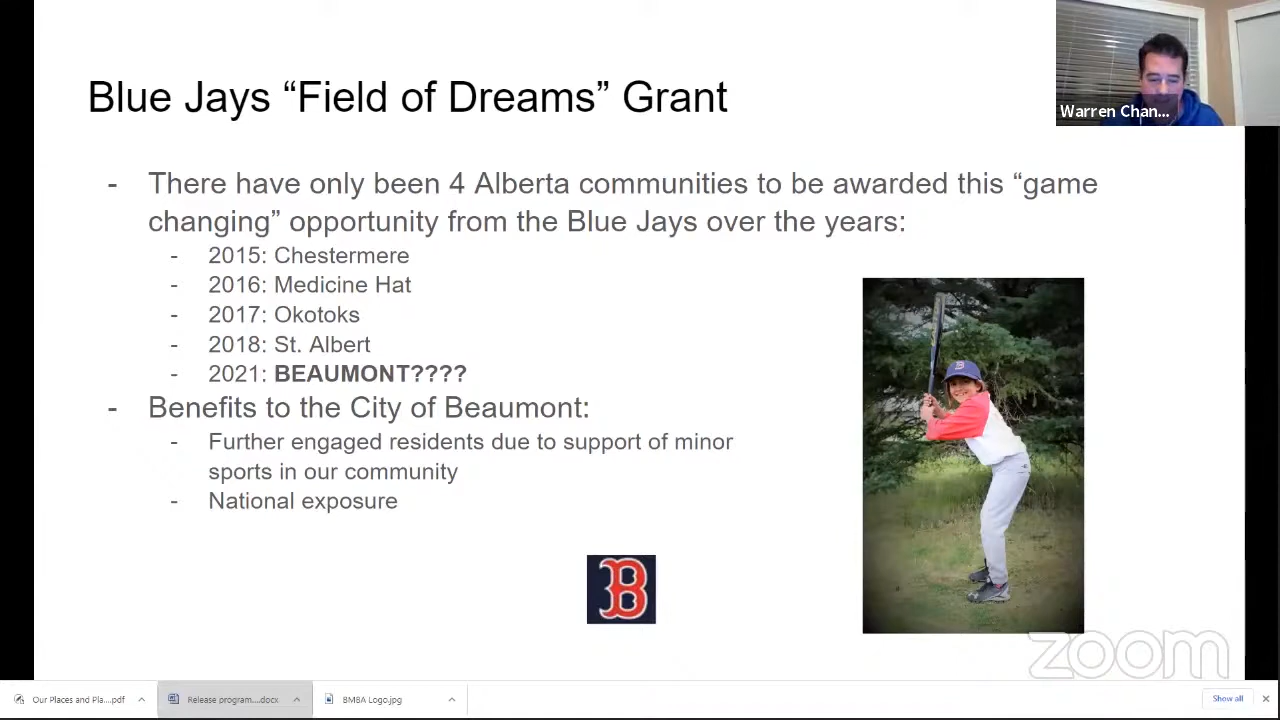 Blue Jays “Field of Dreams” Grant
Warren Chan...
- There have only been 4 Alberta communities to be awarded this “game
changing” opportunity from the Blue Jays over the years:
- 2015: Chestermere
- 2016: Medicine Hat
- 2017: Okotoks
- 2018: St. Albert
- 2021: BEAUMONT????
- Benefits to the City of Beaumont:
- Further engaged residents due to support of minor
sports in our community
- National exposure
B
B
zoom
Our Places and Pla....pdf
Release program....docx
BM8A Logo.jpg
Show all